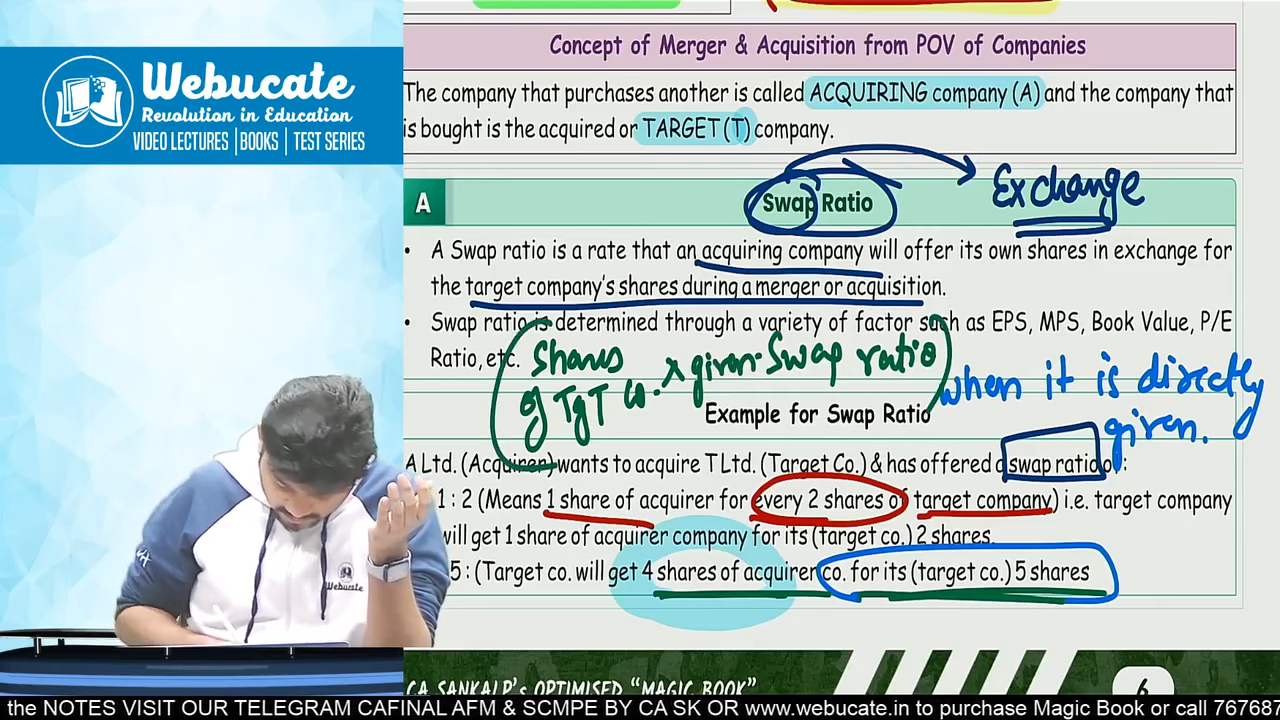 Concept of Merger & Acquisition from POV of Companies
Webucate
Revolution in Education
VIDEO LECTURES | BOOKS | TEST SERIES
The company that purchases another is called ACQUIRING company (A) and the company that
is bought is the acquired or TARGET (T) company.
A
Swap Ratio
Exchange
• A Swap ratio is a rate that an acquiring company will offer its own shares in exchange for
the target company's shares during a merger or acquisition.
• Swap ratio is determined through a variety of factor such as EPS, MPS, Book Value, P/E
Ratio, etc.
Shares
of TgT Co. x given Swap ratio
when it is directly
given.
Example for Swap Ratio
A Ltd. (Acquirer) wants to acquire T Ltd. (Target Co.) & has offered a swap ratio of :
1 : 2 (Means 1 share of acquirer for every 2 shares of target company) i.e. target company
will get 1 share of acquirer company for its (target co.) 2 shares.
5 : (Target co. will get 4 shares of acquirer co. for its (target co.) 5 shares
Webucate
CA SANKALP's OPTIMISED "MAGIC BOOK"
6
the NOTES VISIT OUR TELEGRAM CAFINAL AFM & SCMPE BY CA SK OR www.webucate.in to purchase Magic Book or call 767687